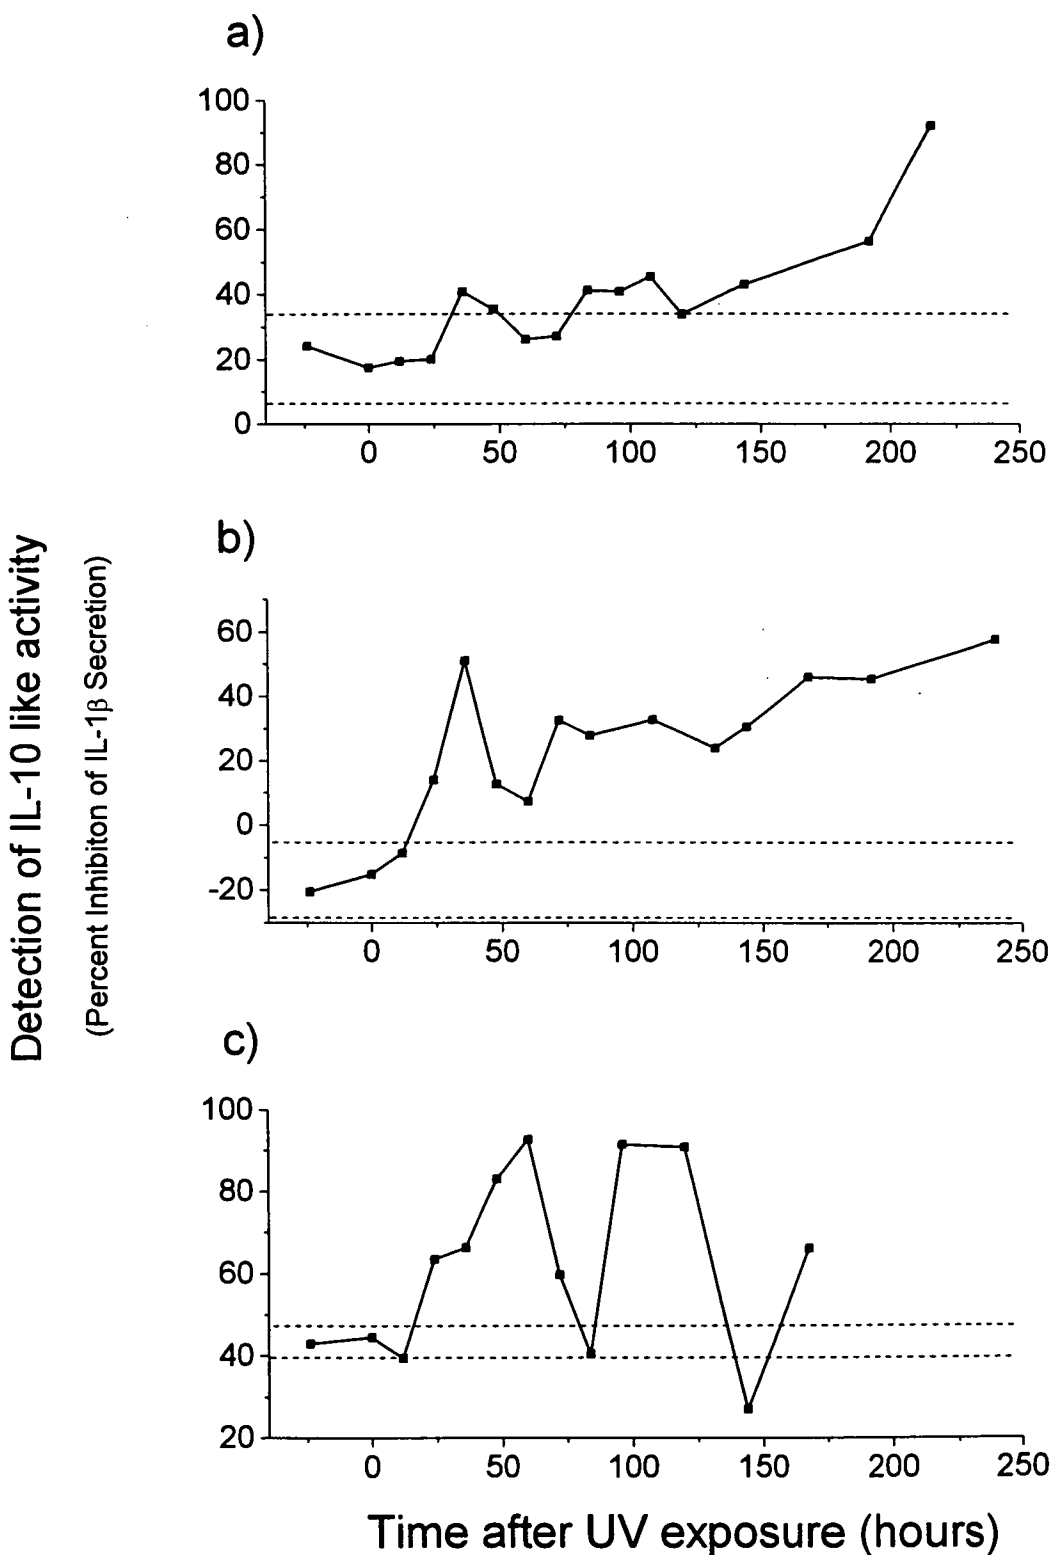 a)
100
80
60
40
20
0
0 50 100 150 200 250
b)
60
40
20
0
-20
0 50 100 150 200 250
c)
100
80
60
40
20
0 50 100 150 200 250
Detection of IL-10 like activity
(Percent Inhibiton of IL-1β Secretion)
Time after UV exposure (hours)